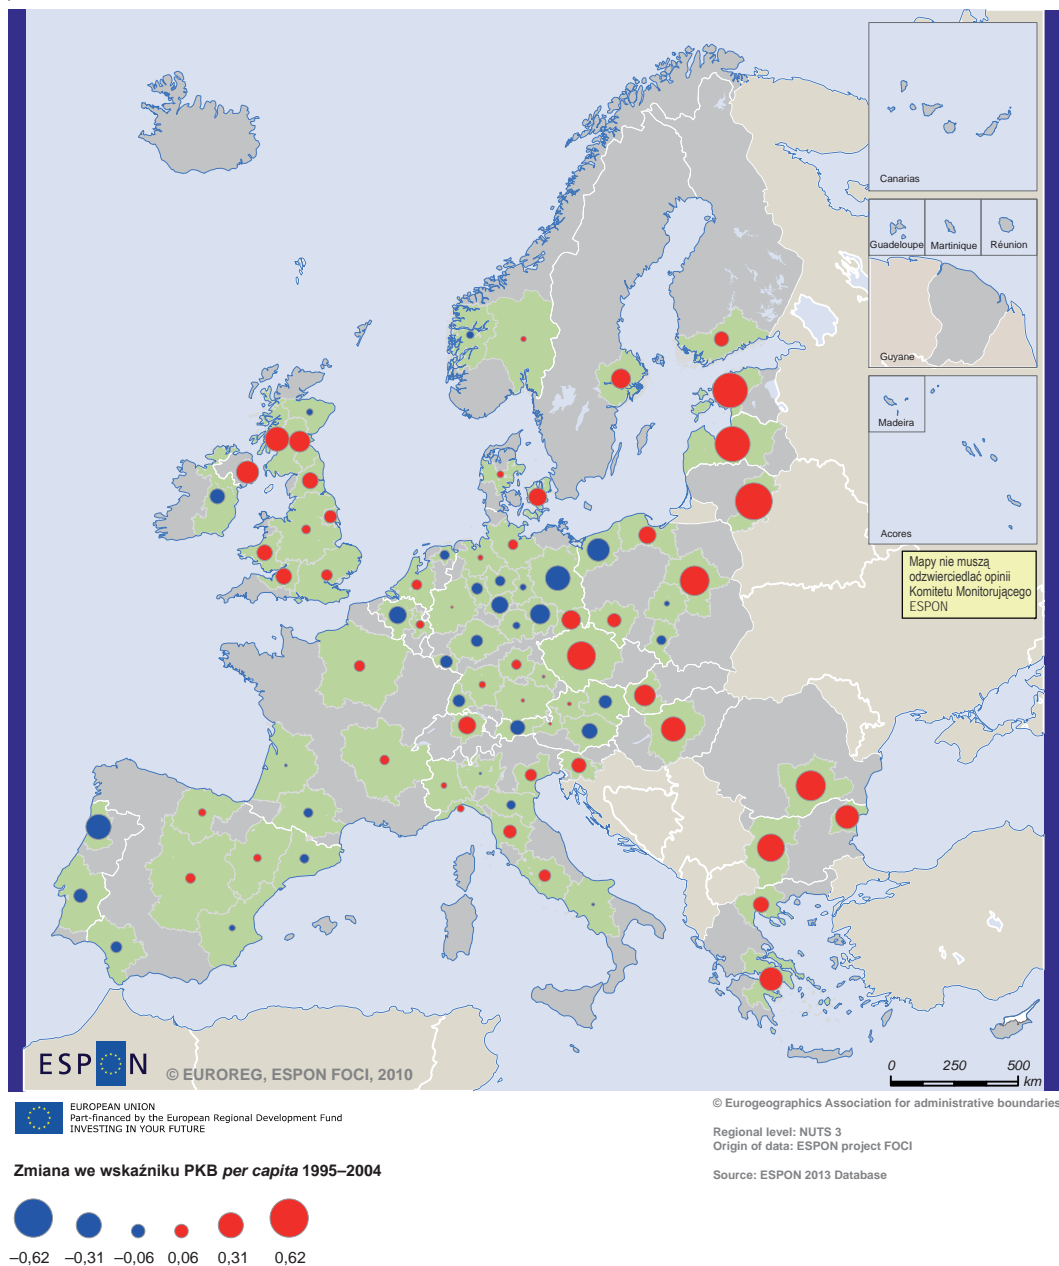 Canarias
Guadeloupe
Martinique
Réunion
Guyane
Madeira
Acores
Mapy nie muszą
odzwierciedlać opinii
Komitetu Monitorującego
ESPON
ESPON
© EUROREG, ESPON FOCI, 2010
0 250 500
km
EUROPEAN UNION
Part-financed by the European Regional Development Fund
INVESTING IN YOUR FUTURE
© Eurogeographics Association for administrative boundaries
Regional level: NUTS 3
Origin of data: ESPON project FOCI
Source: ESPON 2013 Database
Zmiana we wskaźniku PKB per capita 1995–2004
–0,62 –0,31 –0,06 0,06 0,31 0,62